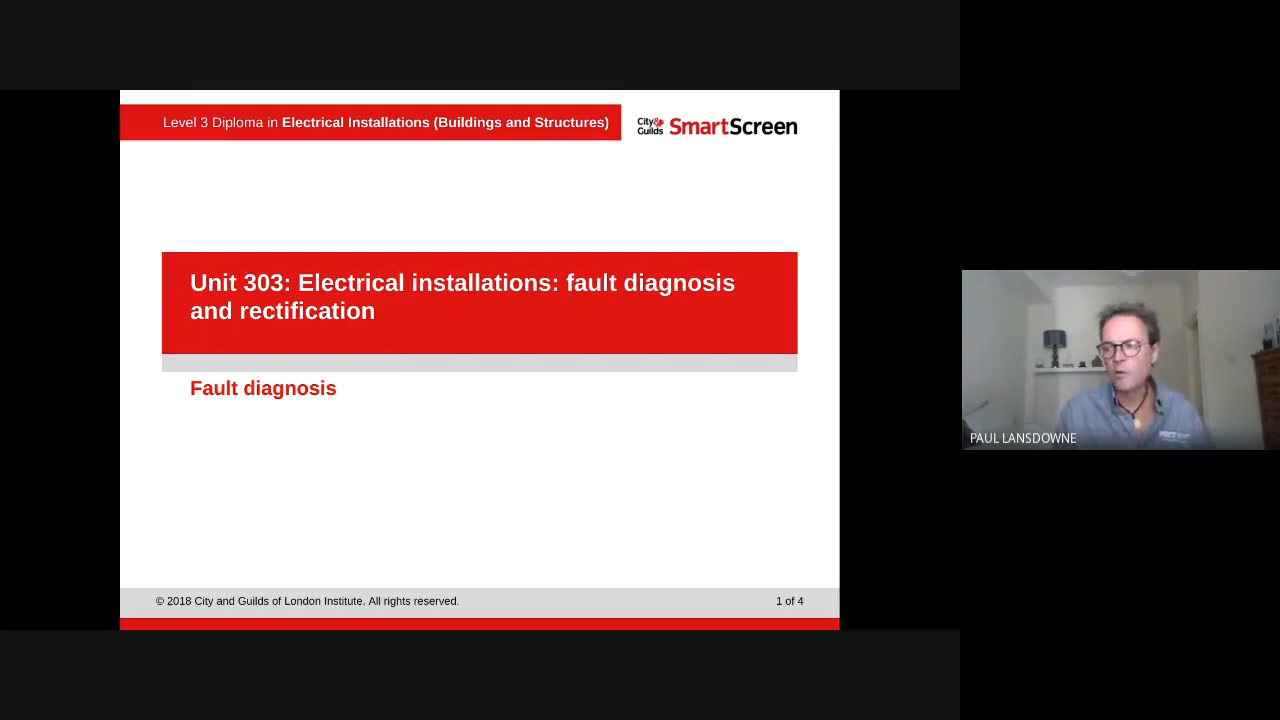 Level 3 Diploma in Electrical Installations (Buildings and Structures)
City&
Guilds
SmartScreen
Unit 303: Electrical installations: fault diagnosis
and rectification
Fault diagnosis
PAUL LANSDOWNE
© 2018 City and Guilds of London Institute. All rights reserved.
1 of 4